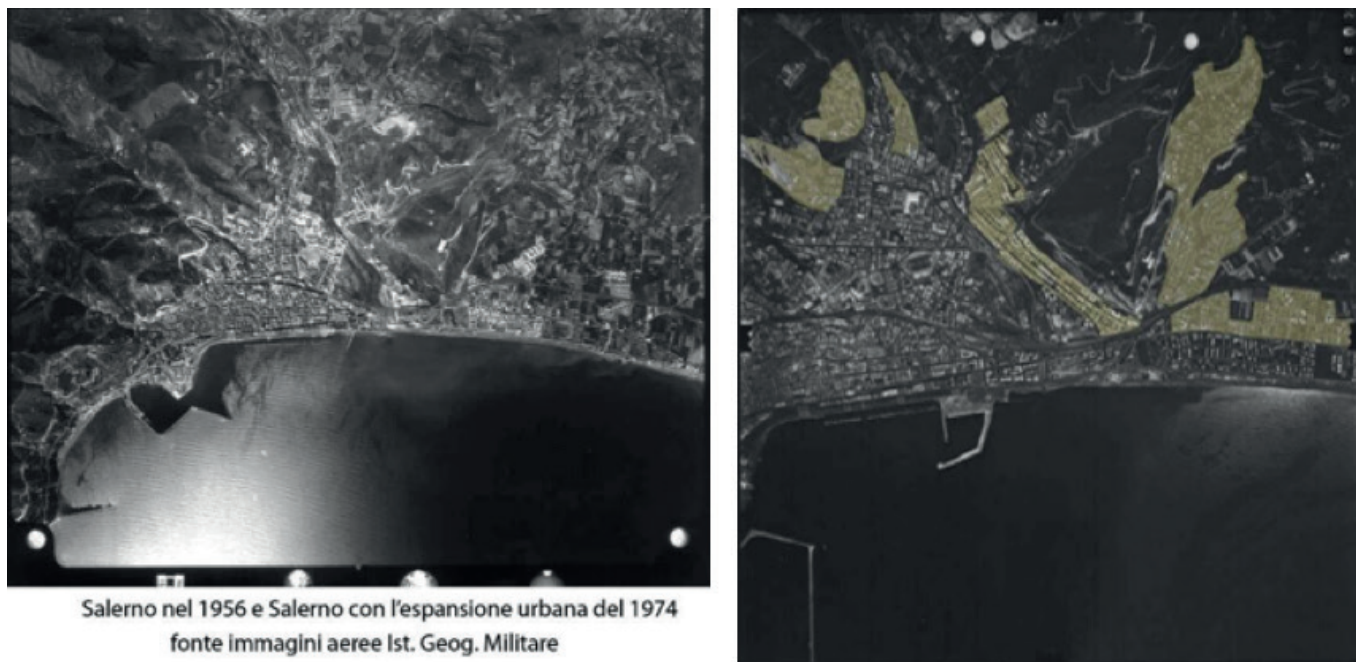 Salerno nel 1956 e Salerno con l'espansione urbana del 1974
fonte immagini aeree Ist. Geog. Militare